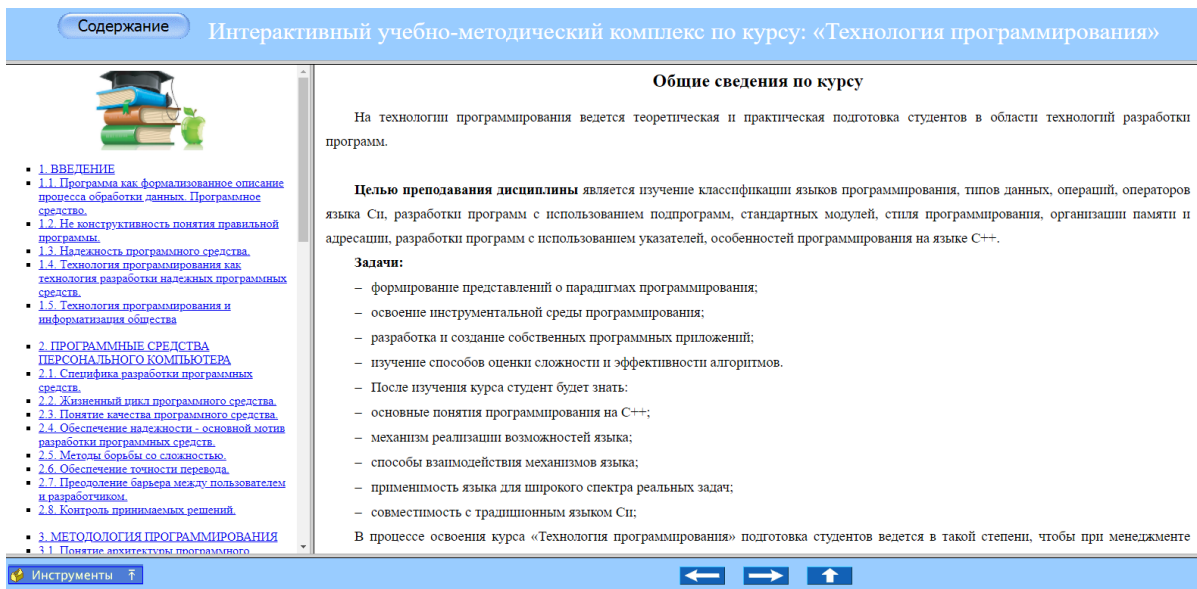 Содержание
Интерактивный учебно-методический комплекс по курсу: «Технология программирования»
1. ВВЕДЕНИЕ
1.1. Программа как формализованное описание
процесса обработки данных. Программное
средство.
1.2. Не конструктивность понятия правильной
программы.
1.3. Надежность программного средства.
1.4. Технология программирования как
технология разработки надежных программных
средств.
1.5. Технология программирования и
информатизация общества
2. ПРОГРАММНЫЕ СРЕДСТВА
ПЕРСОНАЛЬНОГО КОМПЬЮТЕРА
2.1. Специфика разработки программных
средств.
2.2. Жизненный цикл программного средства.
2.3. Понятие качества программного средства.
2.4. Обеспечение надежности - основной мотив
разработки программных средств.
2.5. Методы борьбы со сложностью.
2.6. Обеспечение точности перевода.
2.7. Преодоление барьера между пользователем
и разработчиком.
2.8. Контроль принимаемых решений.
3. МЕТОДОЛОГИЯ ПРОГРАММИРОВАНИЯ
3.1. Понятие архитектуры программного
Общие сведения по курсу
На технологии программирования ведется теоретическая и практическая подготовка студентов в области технологий разработки
программ.
Целью преподавания дисциплины является изучение классификации языков программирования, типов данных, операций, операторов
языка Си, разработки программ с использованием подпрограмм, стандартных модулей, стиля программирования, организации памяти и
адресации, разработки программ с использованием указателей, особенностей программирования на языке С++.
Задачи:
– формирование представлений о парадигмах программирования;
– освоение инструментальной среды программирования;
– разработка и создание собственных программных приложений;
– изучение способов оценки сложности и эффективности алгоритмов.
– После изучения курса студент будет знать:
– основные понятия программирования на С++;
– механизм реализации возможностей языка;
– способы взаимодействия механизмов языка;
– применимость языка для широкого спектра реальных задач;
– совместимость с традиционным языком Си;
В процессе освоения курса «Технология программирования» подготовка студентов ведется в такой степени, чтобы при менеджменте
Инструменты